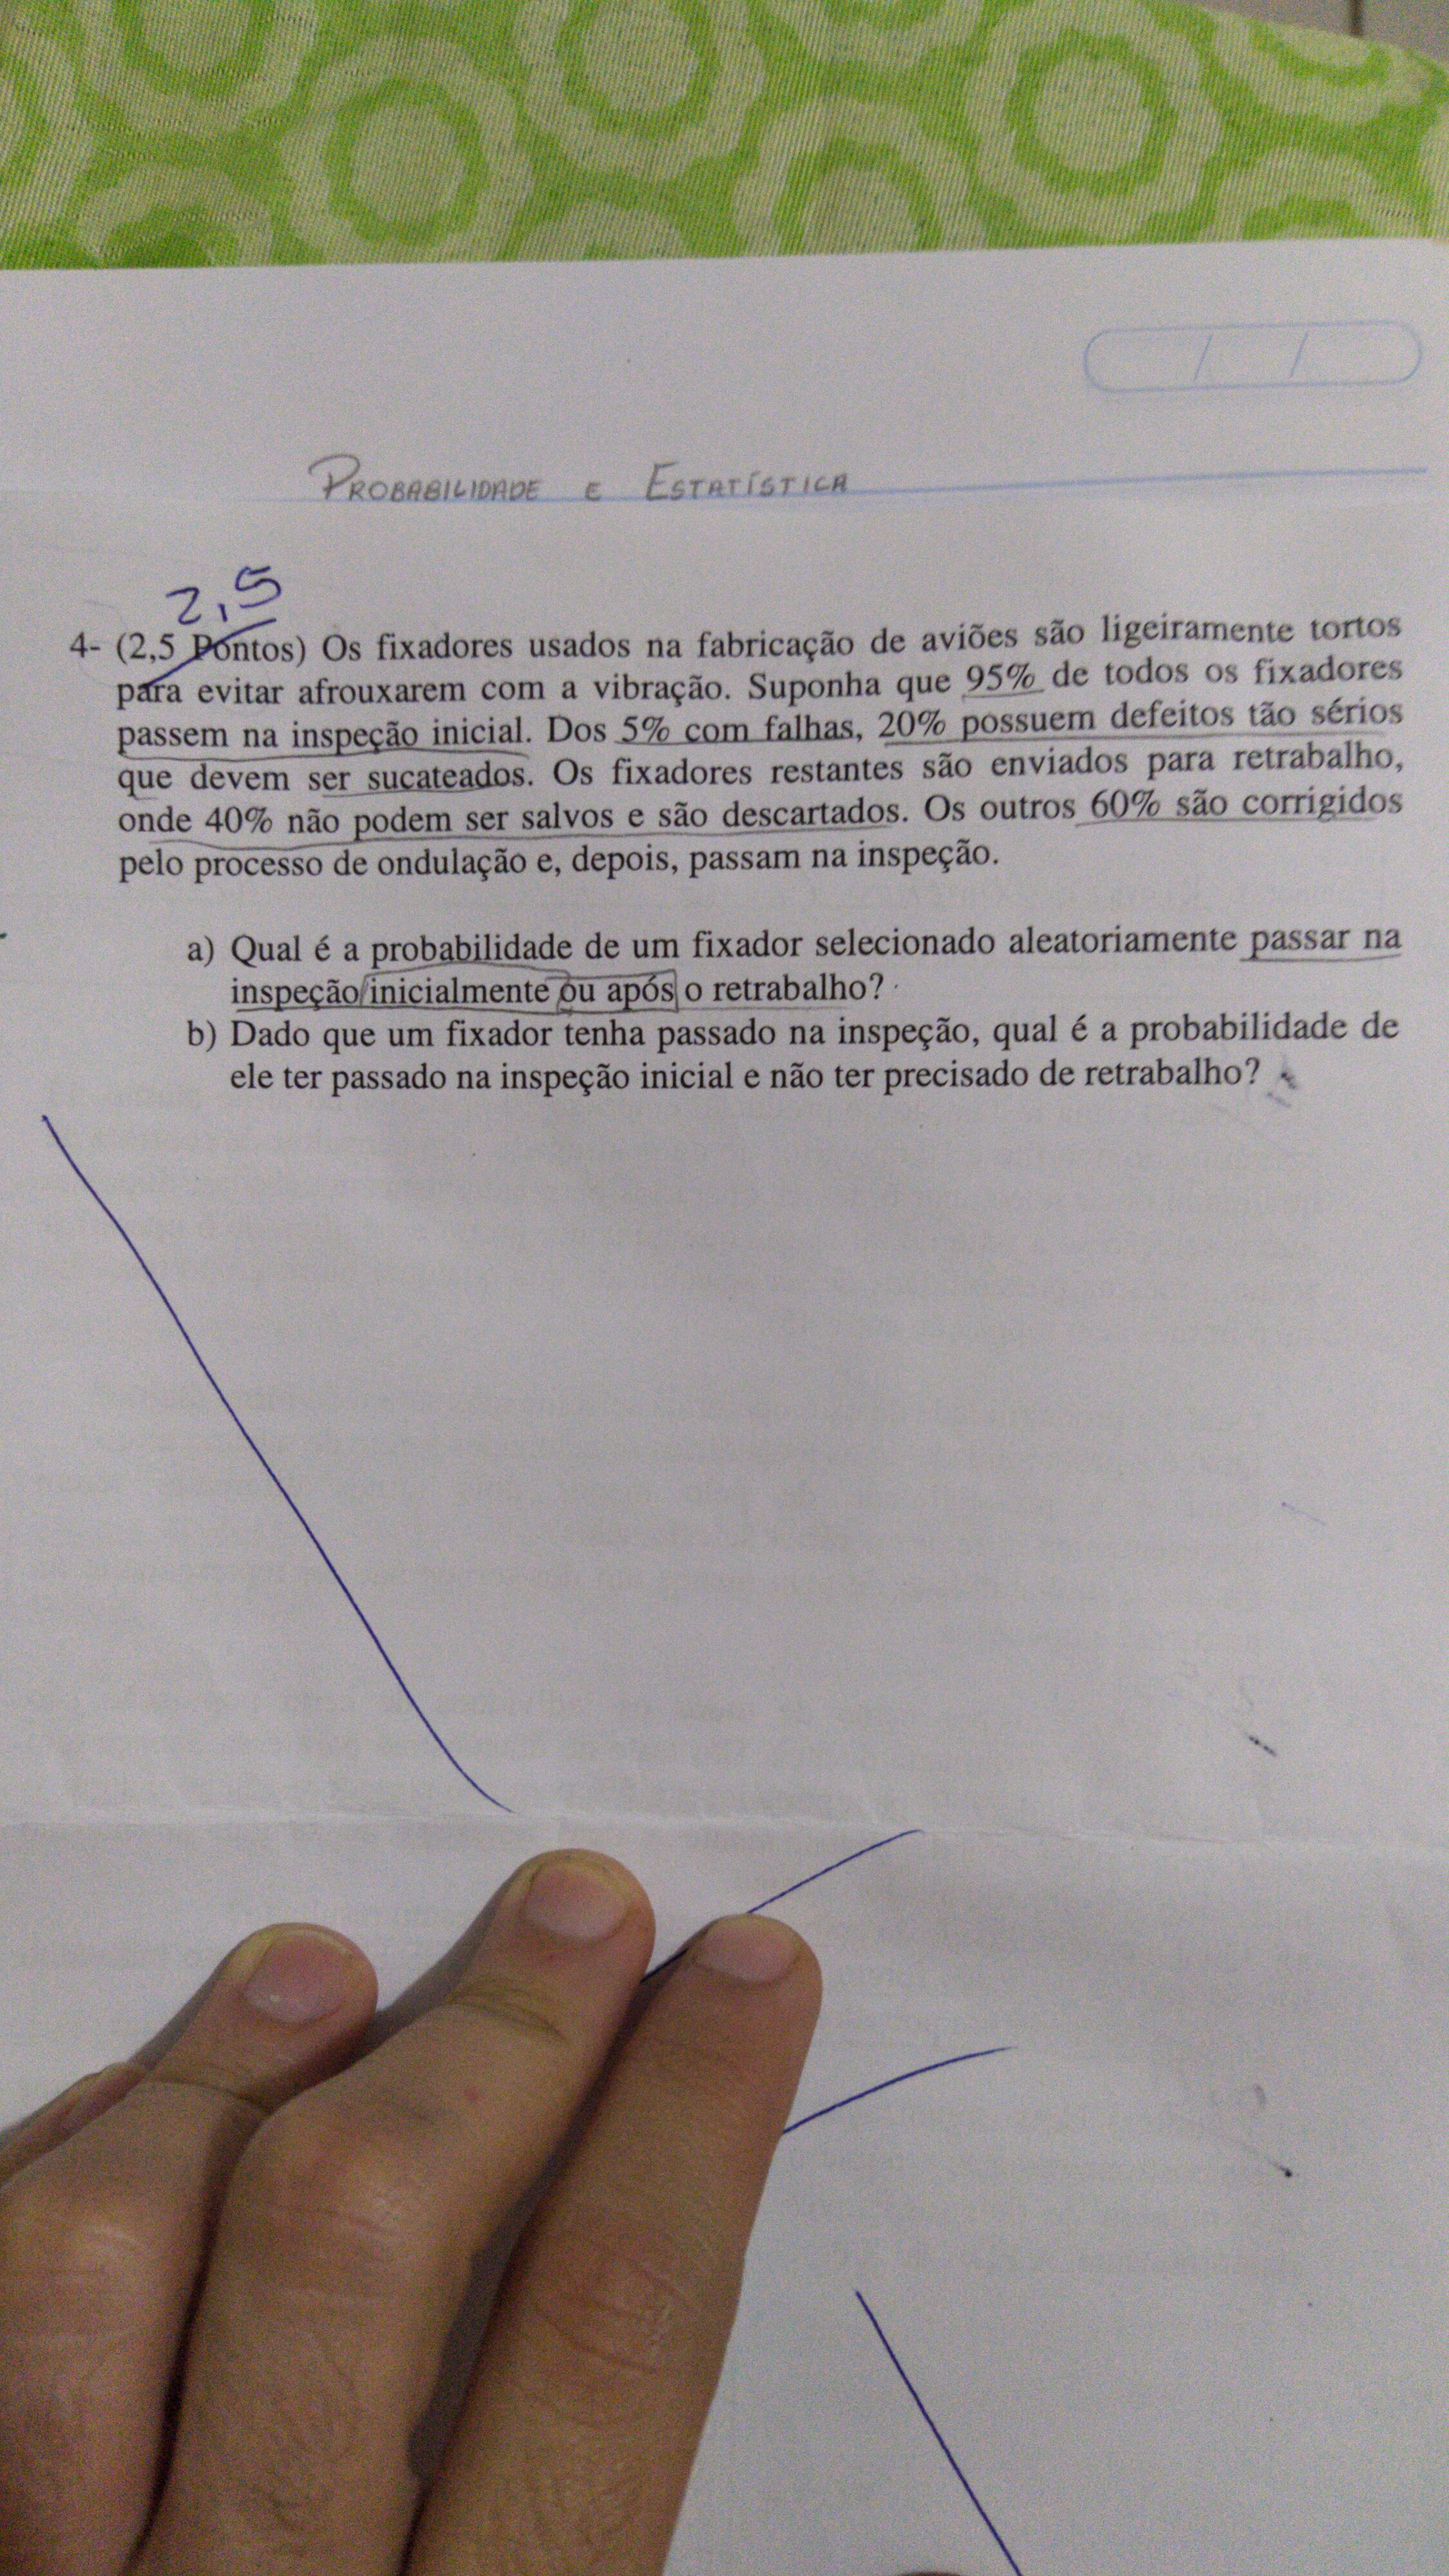 / /
PROBABILIDADE E ESTATÍSTICA
2,5
4- (2,5 Pontos) Os fixadores usados na fabricação de aviões são ligeiramente tortos
para evitar afrouxarem com a vibração. Suponha que 95% de todos os fixadores
passem na inspeção inicial. Dos 5% com falhas, 20% possuem defeitos tão sérios
que devem ser sucateados. Os fixadores restantes são enviados para retrabalho,
onde 40% não podem ser salvos e são descartados. Os outros 60% são corrigidos
pelo processo de ondulação e, depois, passam na inspeção.
a) Qual é a probabilidade de um fixador selecionado aleatoriamente passar na
inspeção inicialmente ou após o retrabalho?
b) Dado que um fixador tenha passado na inspeção, qual é a probabilidade de
ele ter passado na inspeção inicial e não ter precisado de retrabalho?